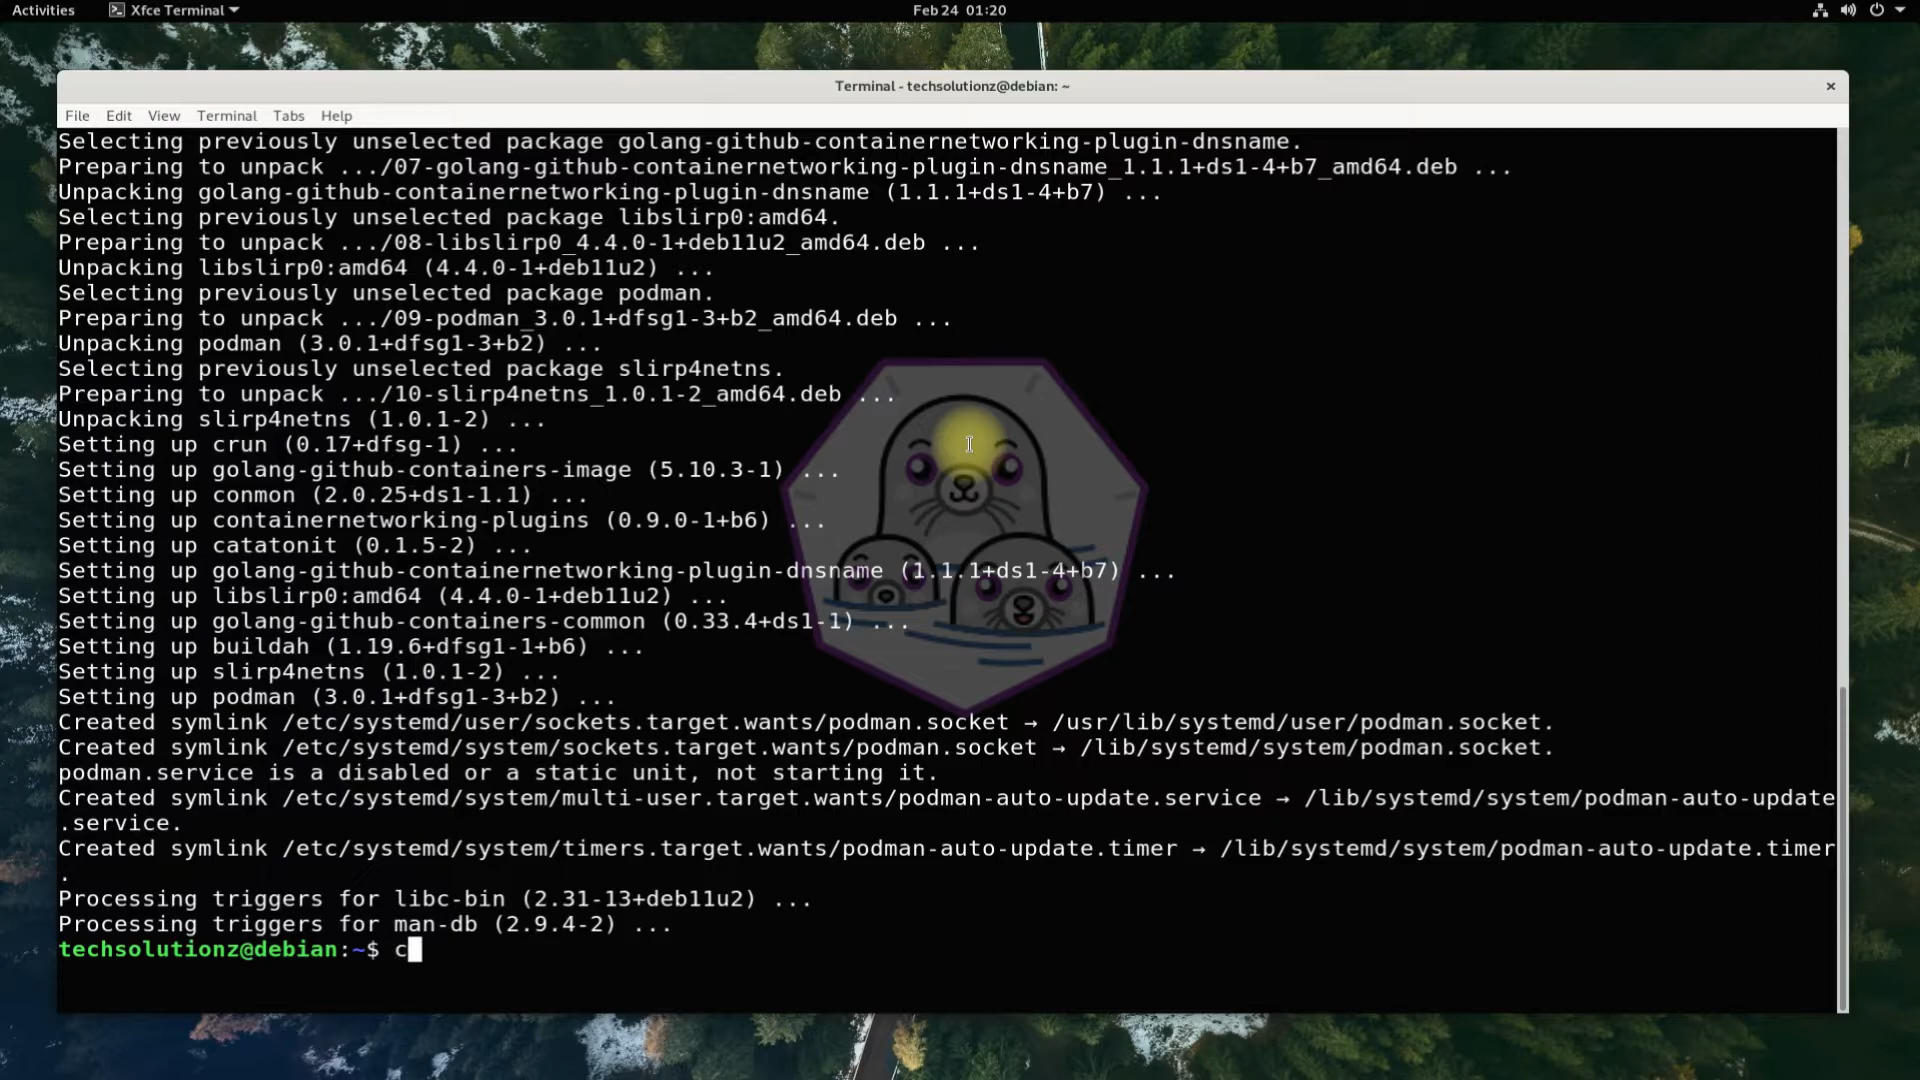 Activities Xfce Terminal Feb 24 01:20
Terminal - techsolutionz@debian: ~ ×
File Edit View Terminal Tabs Help
Selecting previously unselected package golang-github-containernetworking-plugin-dnsname.
Preparing to unpack .../07-golang-github-containernetworking-plugin-dnsname_1.1.1+ds1-4+b7_amd64.deb ...
Unpacking golang-github-containernetworking-plugin-dnsname (1.1.1+ds1-4+b7) ...
Selecting previously unselected package libslirp0:amd64.
Preparing to unpack .../08-libslirp0_4.4.0-1+deb11u2_amd64.deb ...
Unpacking libslirp0:amd64 (4.4.0-1+deb11u2) ...
Selecting previously unselected package podman.
Preparing to unpack .../09-podman_3.0.1+dfsg1-3+b2_amd64.deb ...
Unpacking podman (3.0.1+dfsg1-3+b2) ...
Selecting previously unselected package slirp4netns.
Preparing to unpack .../10-slirp4netns_1.0.1-2_amd64.deb ...
Unpacking slirp4netns (1.0.1-2) ...
Setting up crun (0.17+dfsg-1) ...
Setting up golang-github-containers-image (5.10.3-1) ...
Setting up conmon (2.0.25+ds1-1.1) ...
Setting up containernetworking-plugins (0.9.0-1+b6) ...
Setting up catatonit (0.1.5-2) ...
Setting up golang-github-containernetworking-plugin-dnsname (1.1.1+ds1-4+b7) ...
Setting up libslirp0:amd64 (4.4.0-1+deb11u2) ...
Setting up golang-github-containers-common (0.33.4+ds1-1) ...
Setting up buildah (1.19.6+dfsg1-1+b6) ...
Setting up slirp4netns (1.0.1-2) ...
Setting up podman (3.0.1+dfsg1-3+b2) ...
Created symlink /etc/systemd/user/sockets.target.wants/podman.socket → /usr/lib/systemd/user/podman.socket.
Created symlink /etc/systemd/system/sockets.target.wants/podman.socket → /lib/systemd/system/podman.socket.
podman.service is a disabled or a static unit, not starting it.
Created symlink /etc/systemd/system/multi-user.target.wants/podman-auto-update.service → /lib/systemd/system/podman-auto-update
.service.
Created symlink /etc/systemd/system/timers.target.wants/podman-auto-update.timer → /lib/systemd/system/podman-auto-update.timer
.
Processing triggers for libc-bin (2.31-13+deb11u2) ...
Processing triggers for man-db (2.9.4-2) ...
techsolutionz@debian:~$ c